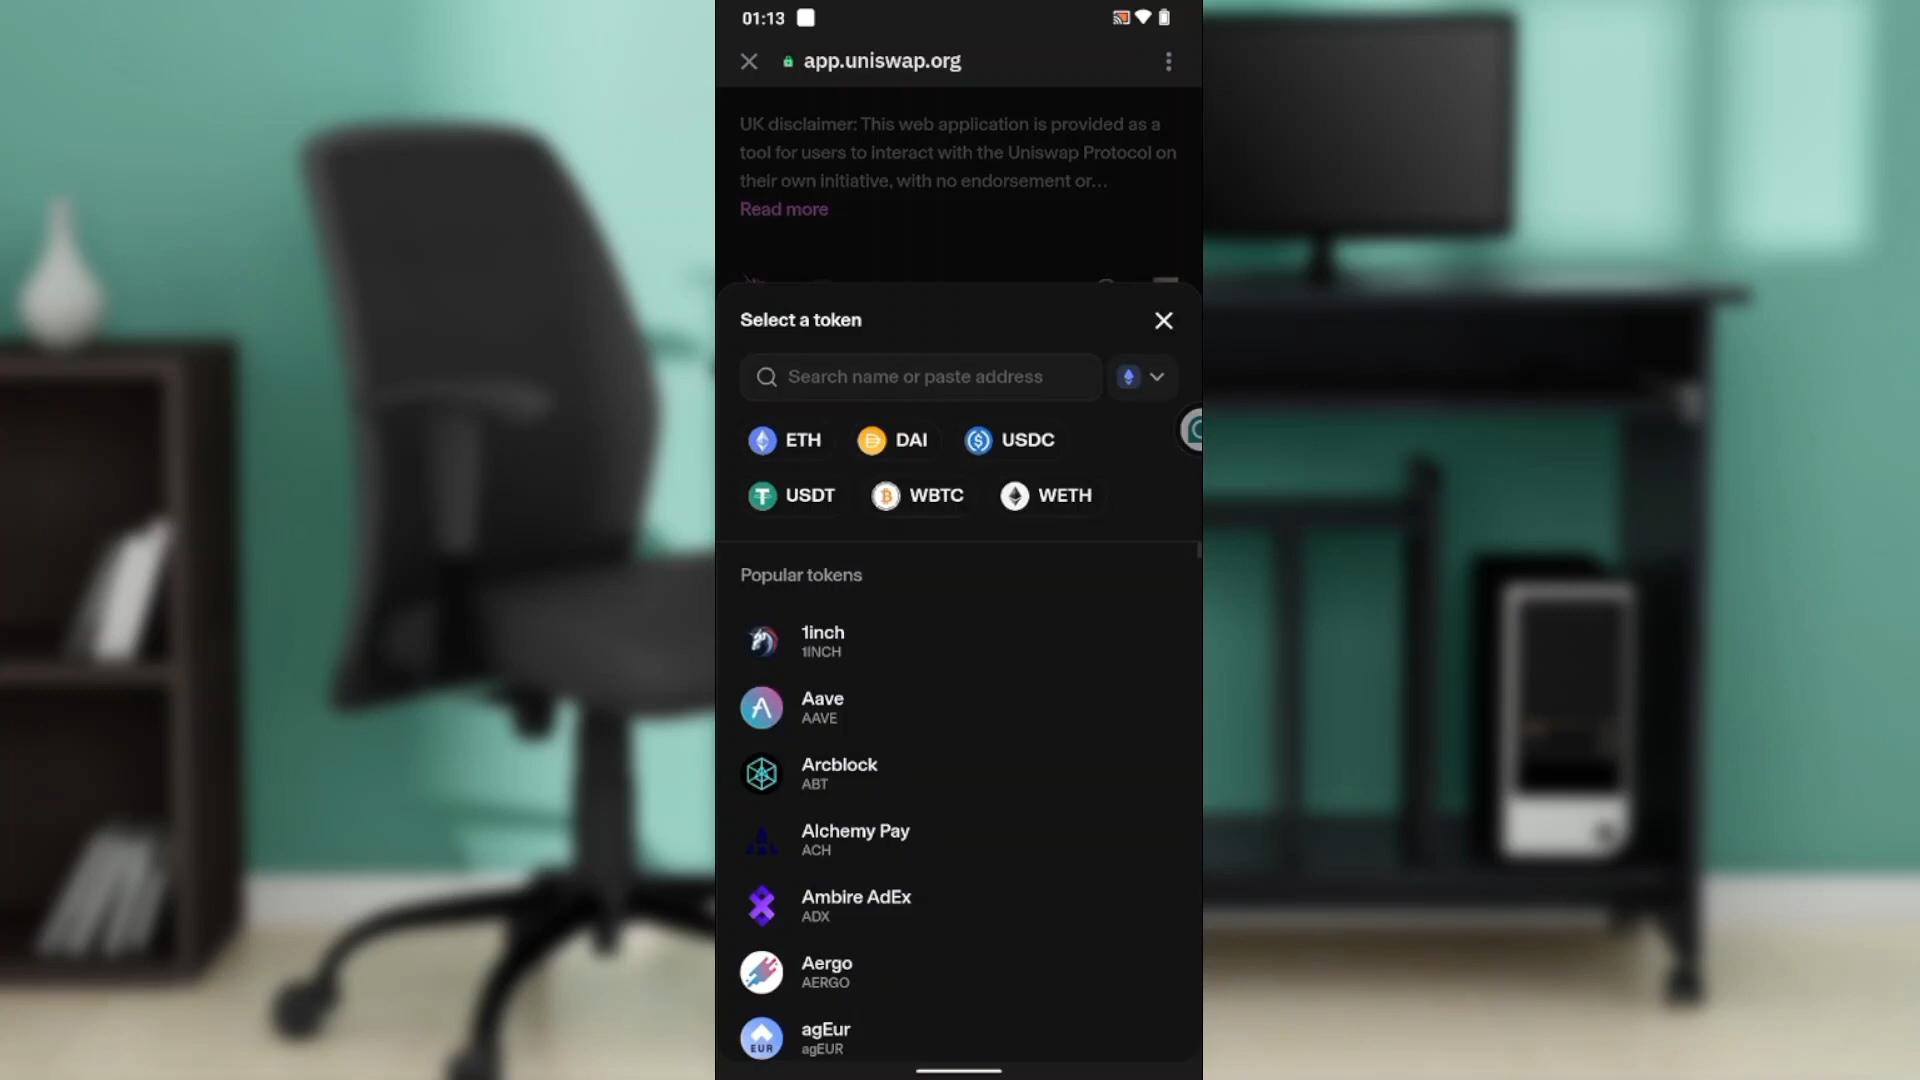 01:13
app.uniswap.org
UK disclaimer: This web application is provided as a
tool for users to interact with the Uniswap Protocol on
their own initiative, with no endorsement or...
Read more
Select a token
Search name or paste address
ETH DAI USDC
USDT WBTC WETH
Popular tokens
1inch
1INCH
Aave
AAVE
Arcblock
ABT
Alchemy Pay
ACH
Ambire AdEx
ADX
Aergo
AERGO
agEur
EUR
agEUR